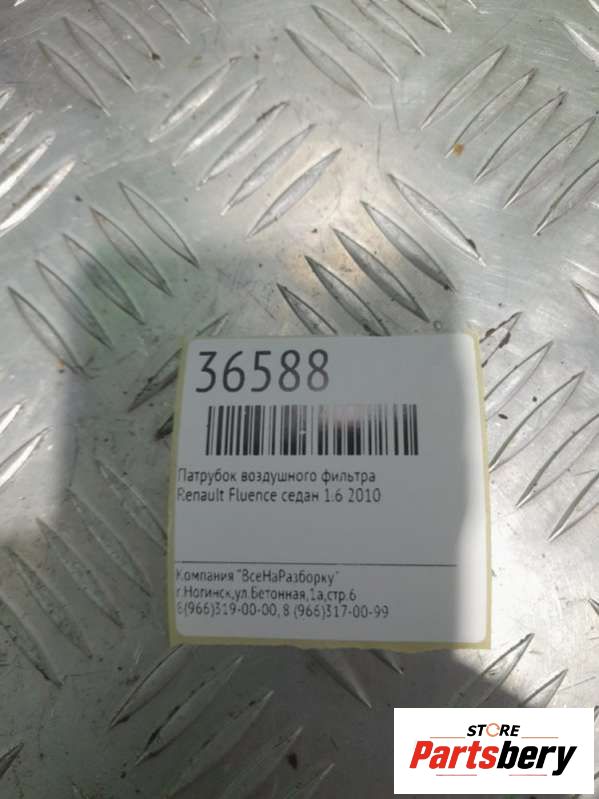 36588
Патрубок воздушного фильтра
Renault Fluence седан 1.6 2010
Компания "ВсеНаРазборку"
г.Ногинск,ул.Бетонная,1а,стр.6
8(966)319-00-00, 8 (966)317-00-99
STORE
Partsbery